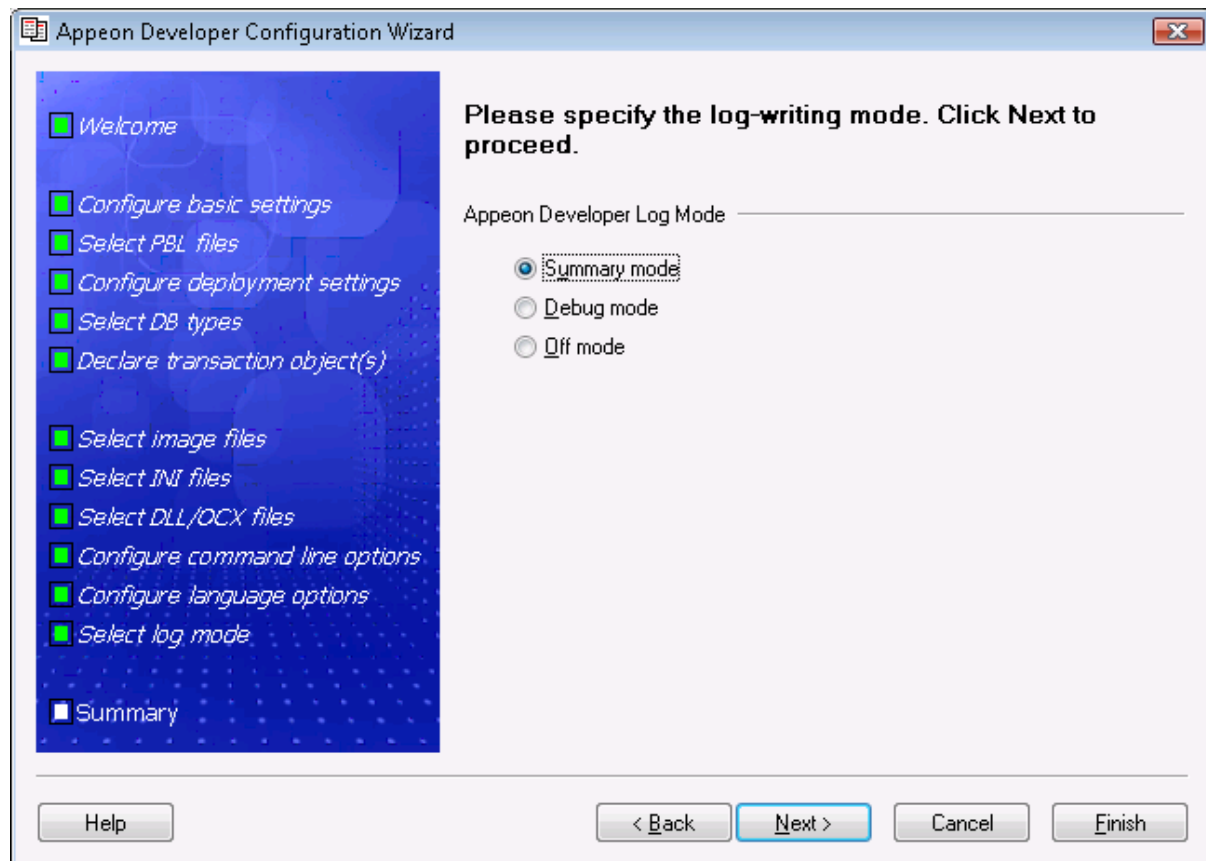 Appeon Developer Configuration Wizard
Welcome
Configure basic settings
Select PBL files
Configure deployment settings
Select DB types
Declare transaction object(s)
Select image files
Select INI files
Select DLL/OCX files
Configure command line options
Configure language options
Select log mode
Summary
Please specify the log-writing mode. Click Next to
proceed.
Appeon Developer Log Mode
Summary mode
Debug mode
Off mode
Help
< Back
Next >
Cancel
Finish